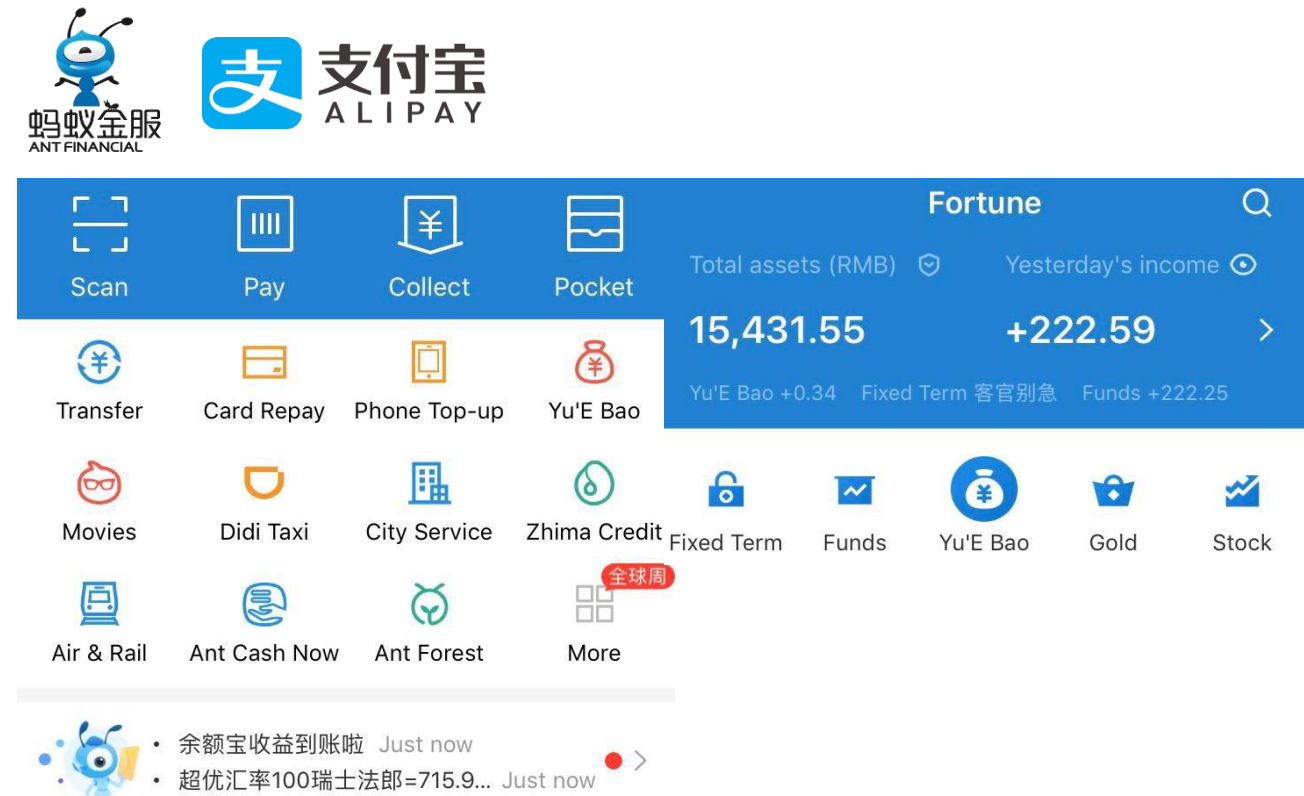 蚂蚁金服
ANT FINANCIAL
支
支付宝
ALIPAY
Scan Pay Collect Pocket
Transfer Card Repay Phone Top-up Yu'E Bao
Movies Didi Taxi City Service Zhima Credit
全球周
Air & Rail Ant Cash Now Ant Forest More
• 余额宝收益到账啦 Just now
• 超优汇率100瑞士法郎=715.9... Just now
Fortune
Total assets (RMB) Yesterday's income
15,431.55 +222.59
Yu'E Bao +0.34 Fixed Term 客官别急 Funds +222.25
Fixed Term Funds Yu'E Bao Gold Stock